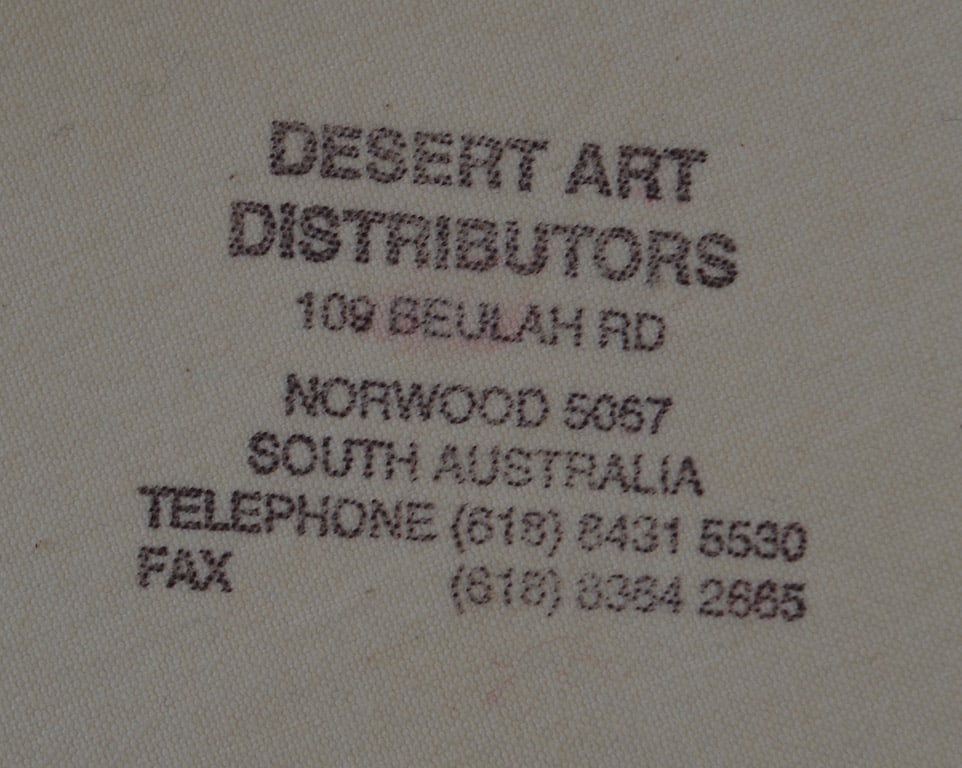 DESERT ART
DISTRIBUTORS
109 BEULAH RD
NORWOOD 5067
SOUTH AUSTRALIA
TELEPHONE (618) 8431 5530
FAX (618) 8364 2665